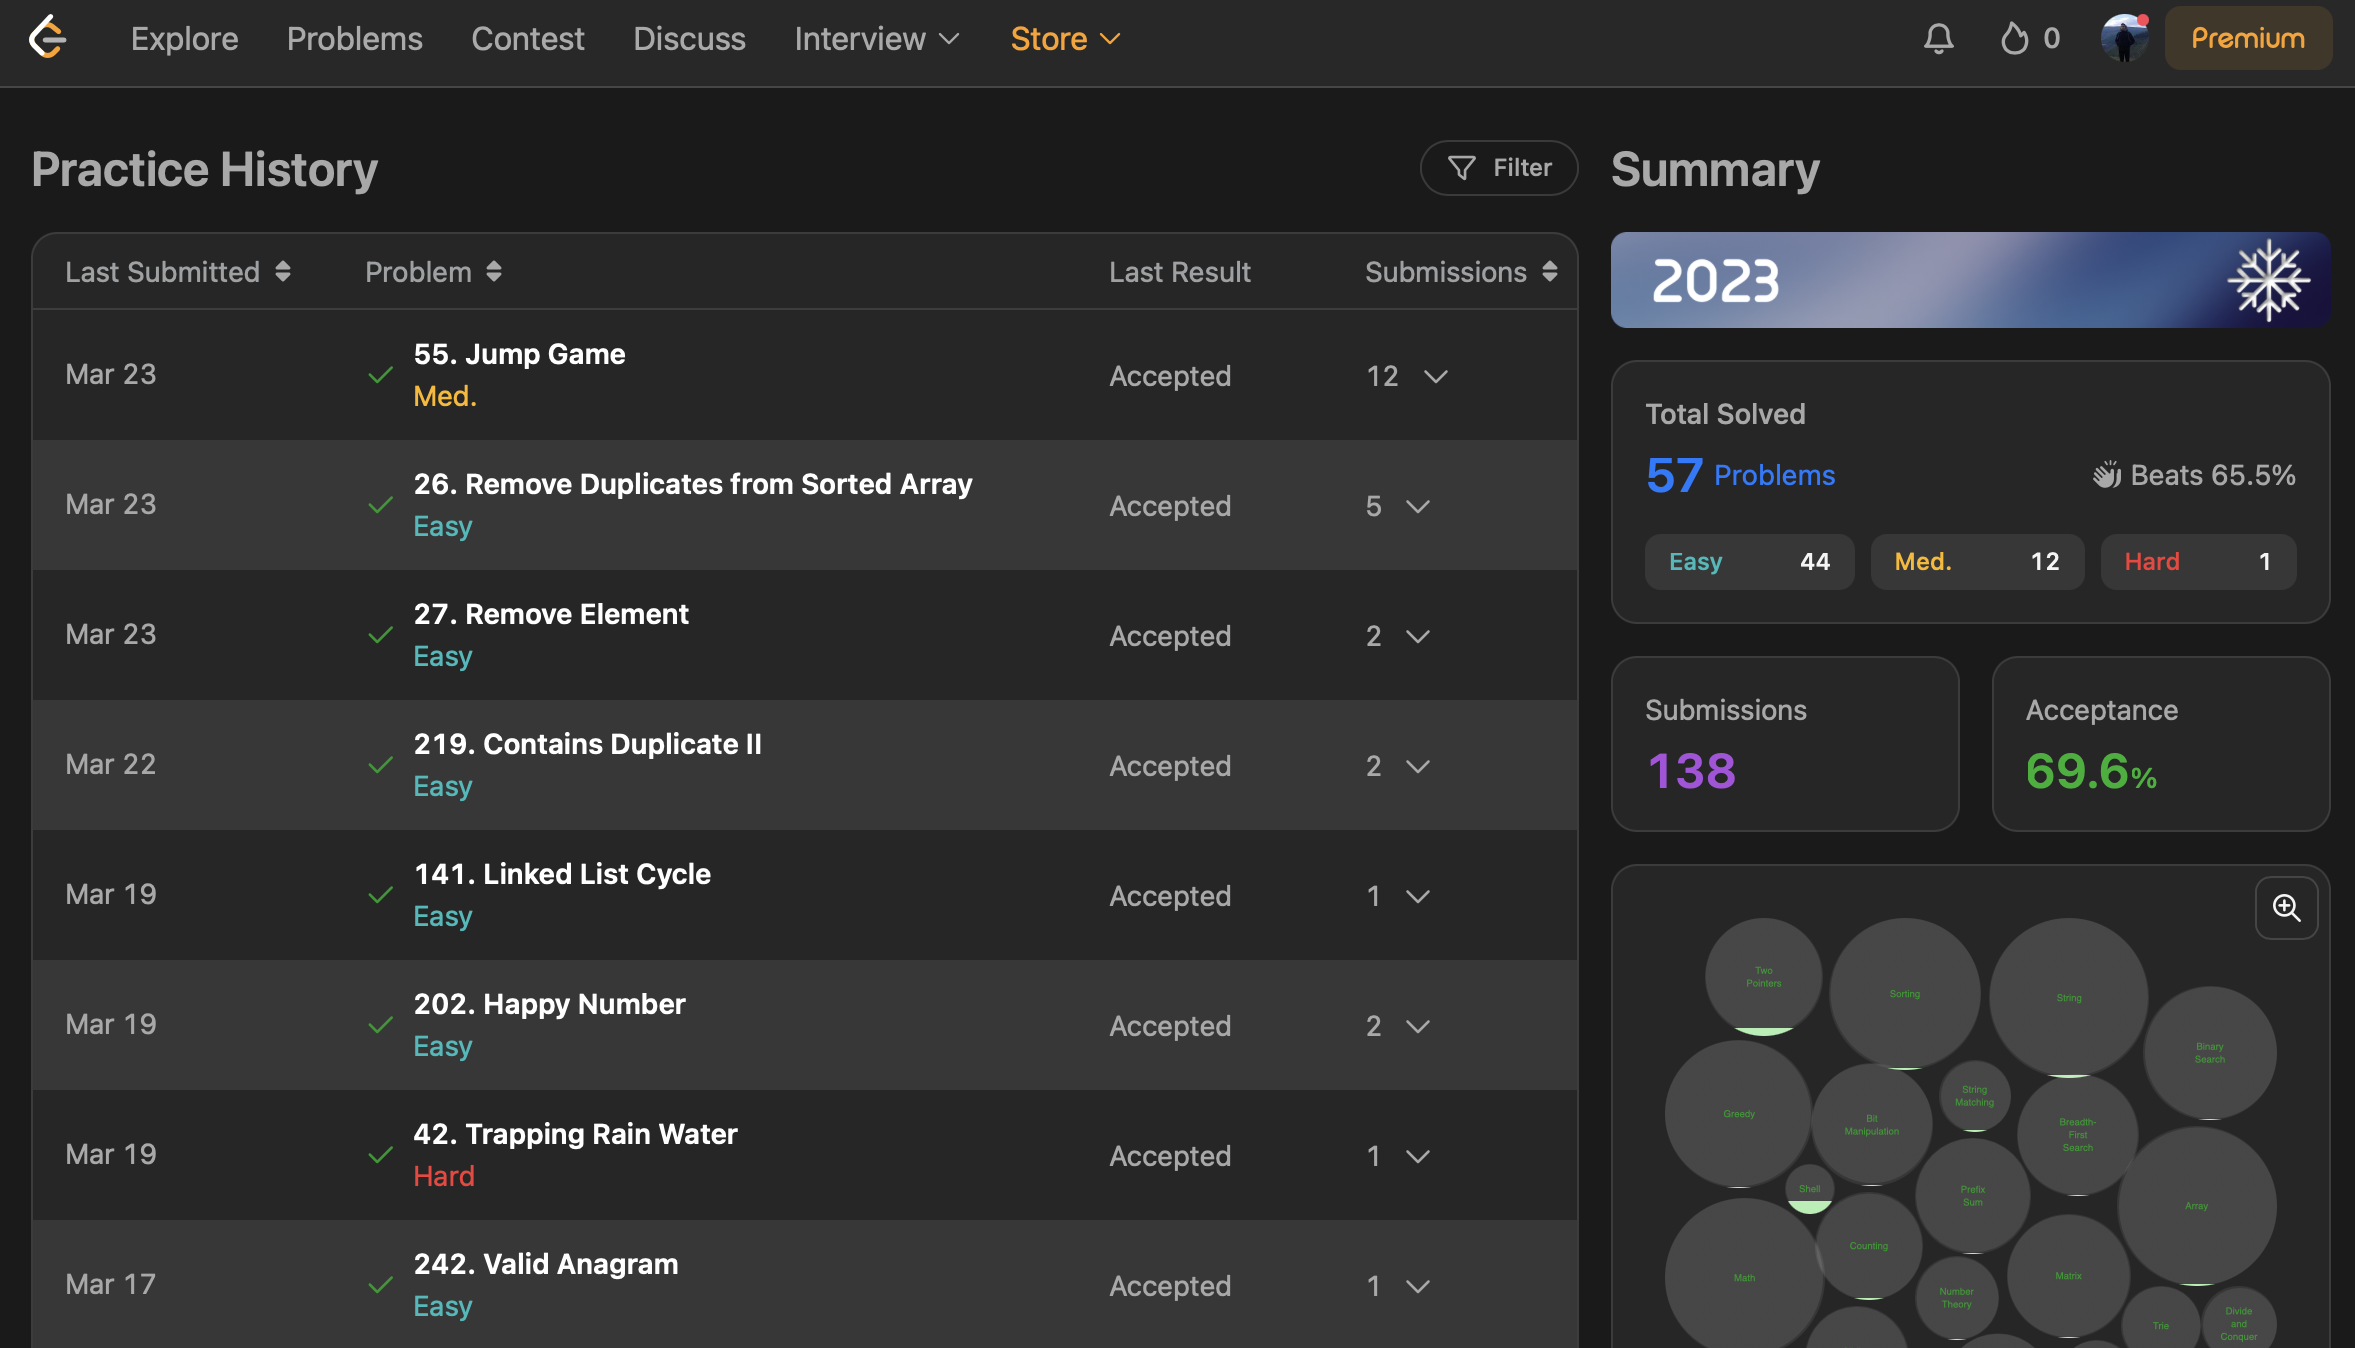 Explore Problems Contest Discuss Interview Store 0 Premium
Practice History Filter
Last Submitted Problem Last Result Submissions
Mar 23 55. Jump Game Accepted 12
Med.
Mar 23 26. Remove Duplicates from Sorted Array Accepted 5
Easy
Mar 23 27. Remove Element Accepted 2
Easy
Mar 22 219. Contains Duplicate II Accepted 2
Easy
Mar 19 141. Linked List Cycle Accepted 1
Easy
Mar 19 202. Happy Number Accepted 2
Easy
Mar 19 42. Trapping Rain Water Accepted 1
Hard
Mar 17 242. Valid Anagram Accepted 1
Easy
Summary
2023
Total Solved
57 Problems Beats 65.5%
Easy 44 Med. 12 Hard 1
Submissions
138
Acceptance
69.6%
Two
Pointers
Sorting
String
Binary
Search
Greedy
Bit
Manipulation
String
Matching
Breadth-
First
Search
Shell
Prefix
Sum
Array
Counting
Math
Number
Theory
Matrix
Trie
Divide
and
Conquer